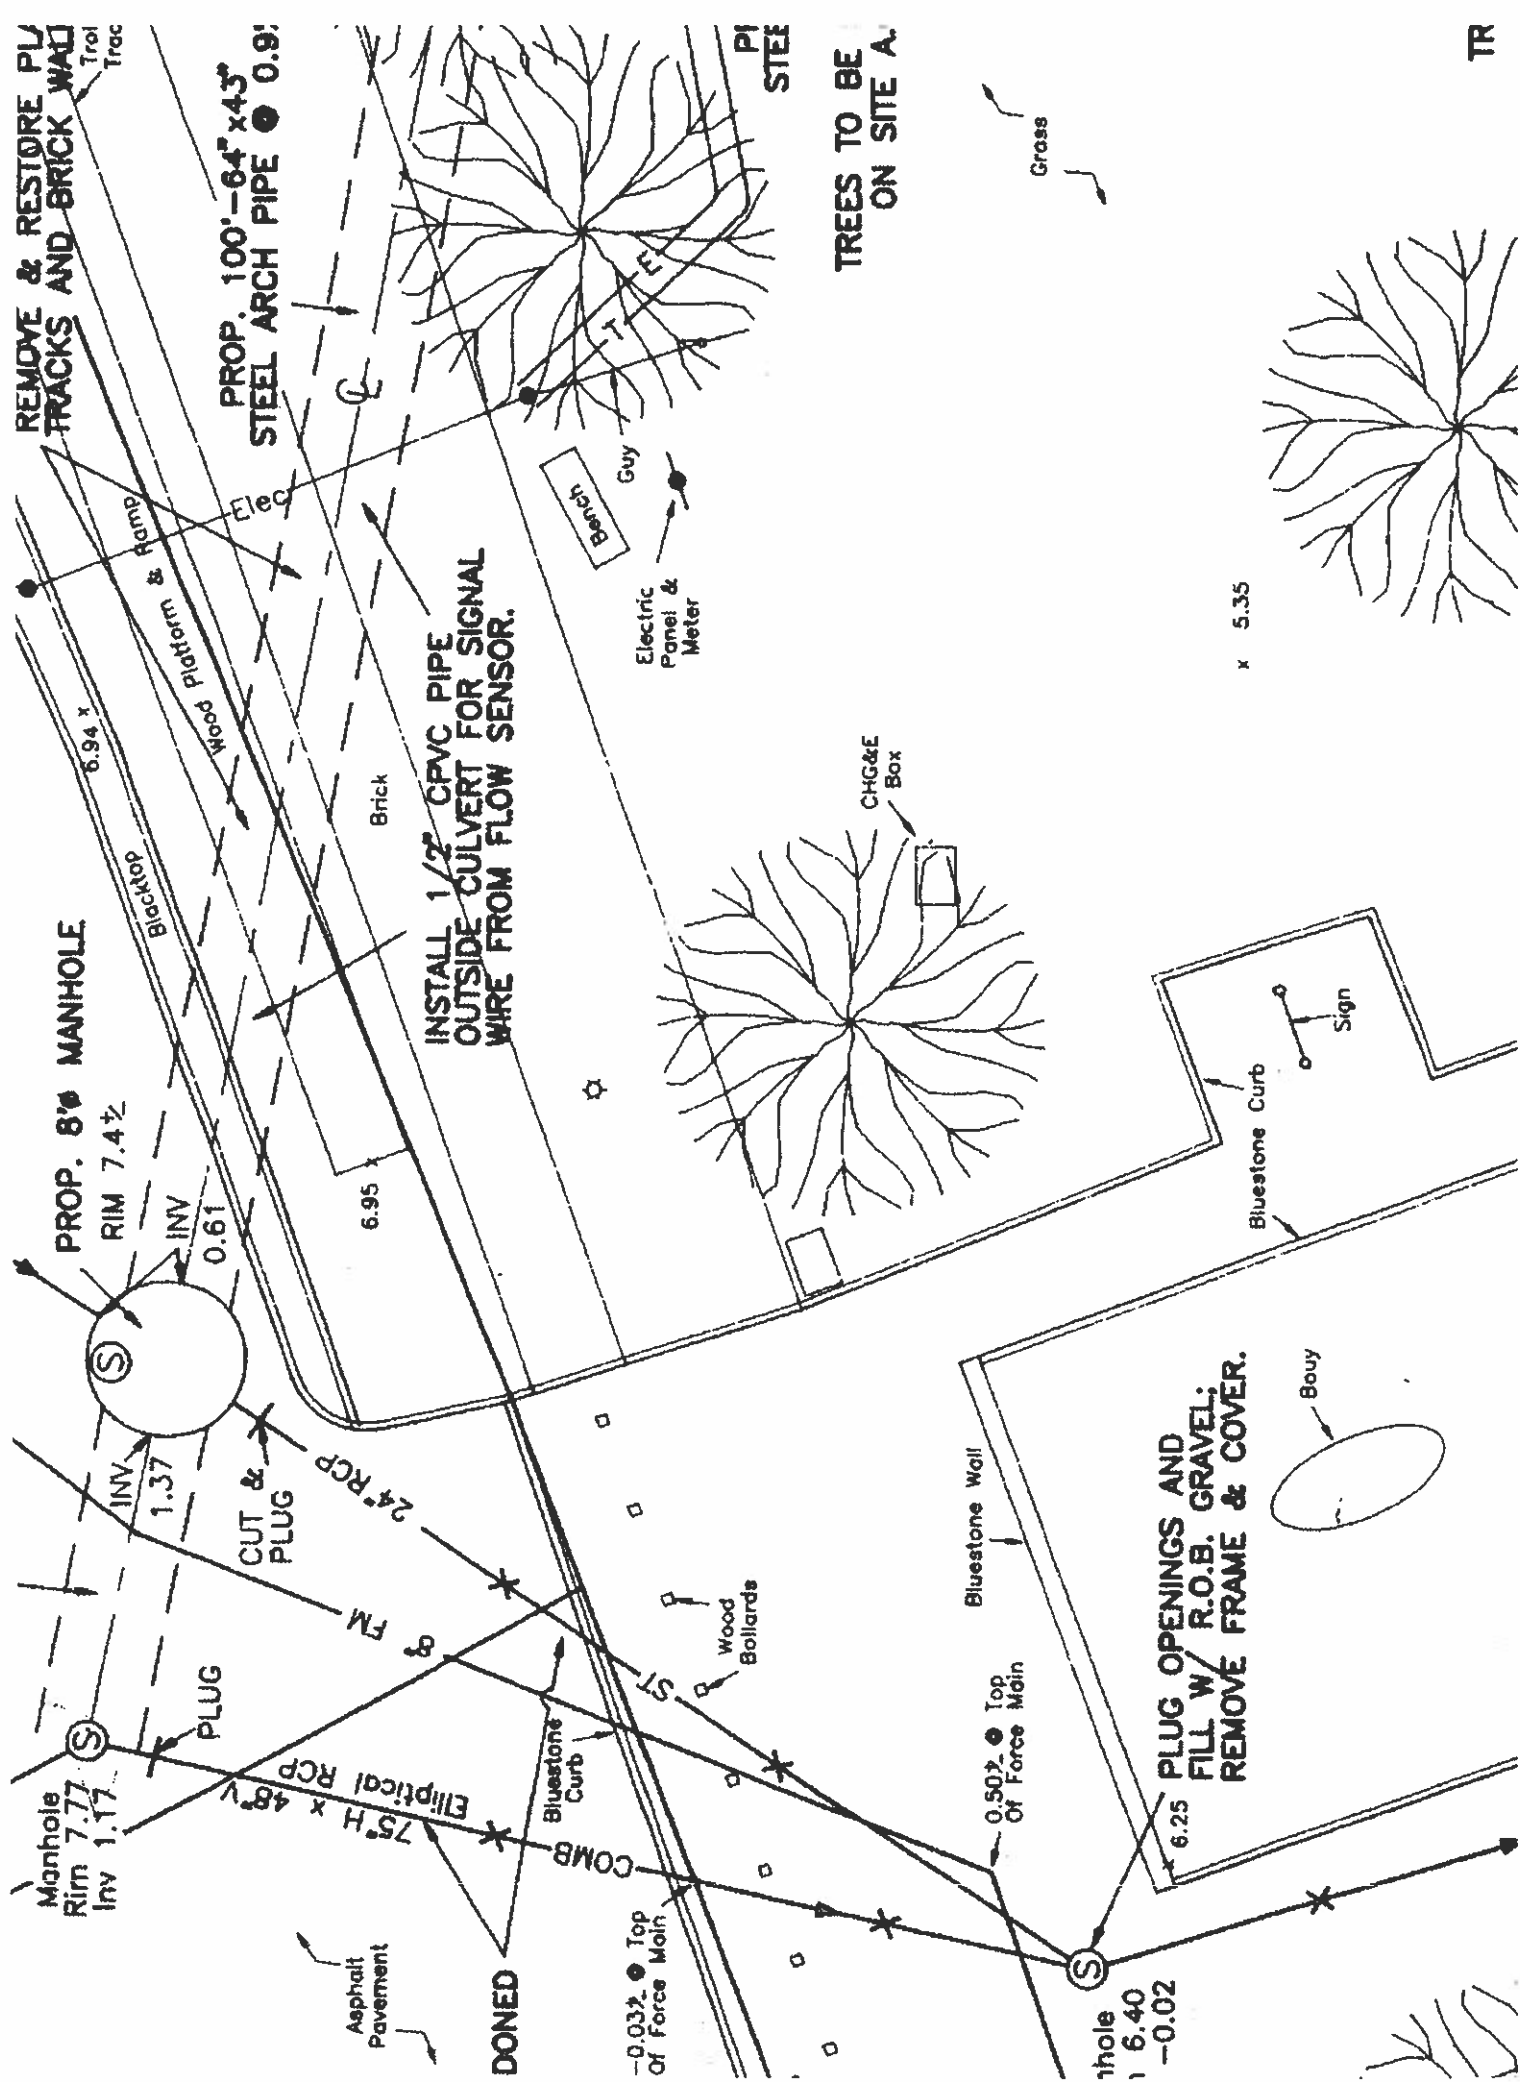 REMOVE & RESTORE
TRACKS AND BRICK
Trol
Trac
PROP. 100'-64"x43"
STEEL ARCH PIPE @ 0.9
STEE
TREES TO BE
ON SITE A.
TR
Grass
E
T
Guy
Bench
Electric
Panel &
Meter
Elec
Wood Platform & Ramp
6.94 x
Blacktop
Brick
INSTALL 1/2" CPVC PIPE
OUTSIDE CULVERT FOR SIGNAL
WIRE FROM FLOW SENSOR.
CHG&E
Box
x 5.35
PROP. 8'ø MANHOLE
RIM 7.4±
INV
0.61
S
6.95 x
Sign
Bluestone Curb
INV
1.37
CUT &
PLUG
24" RCP
FM
8"
ST
Wood
Bollards
Bluestone Wall
Bouy
PLUG OPENINGS AND
FILL W/ R.O.B. GRAVEL;
REMOVE FRAME & COVER.
S
PLUG
Manhole
Rim 7.77
Inv 1.17
75"H x 48"V
Elliptical RCP
COMB
Bluestone
Curb
0.50± @ Top
Of Force Main
x 6.25
Asphalt
Pavement
DONED
-0.03± @ Top
Of Force Main
S
nhole
6.40
-0.02